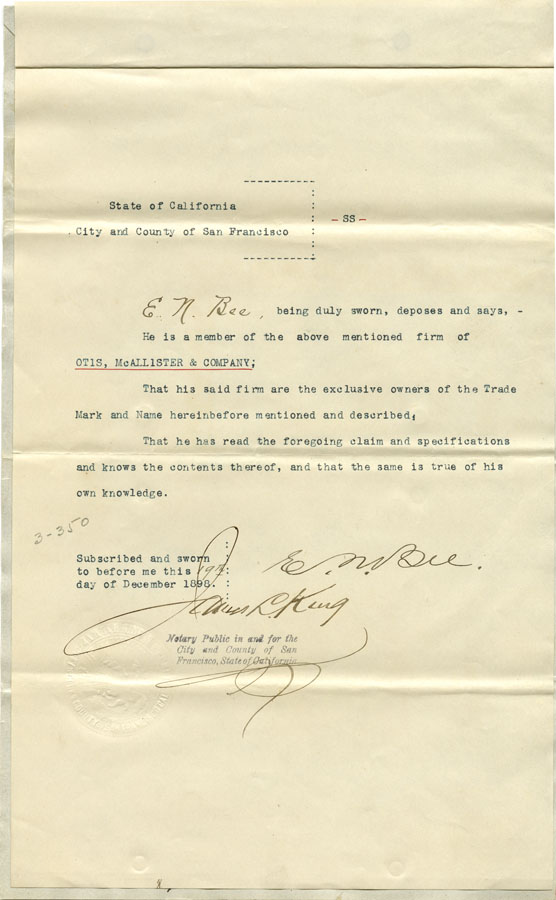 State of California
- SS -
City and County of San Francisco
E. N. Bee, being duly sworn, deposes and says, -
He is a member of the above mentioned firm of
OTIS, McALLISTER & COMPANY;
That his said firm are the exclusive owners of the Trade
Mark and Name hereinbefore mentioned and described,
That he has read the foregoing claim and specifications
and knows the contents thereof, and that the same is true of his
own knowledge.
3-350
Subscribed and sworn
to before me this 19th
day of December 1898.
E. N. Bee.
James L. King
Notary Public in and for the
City and County of San
Francisco, State of California